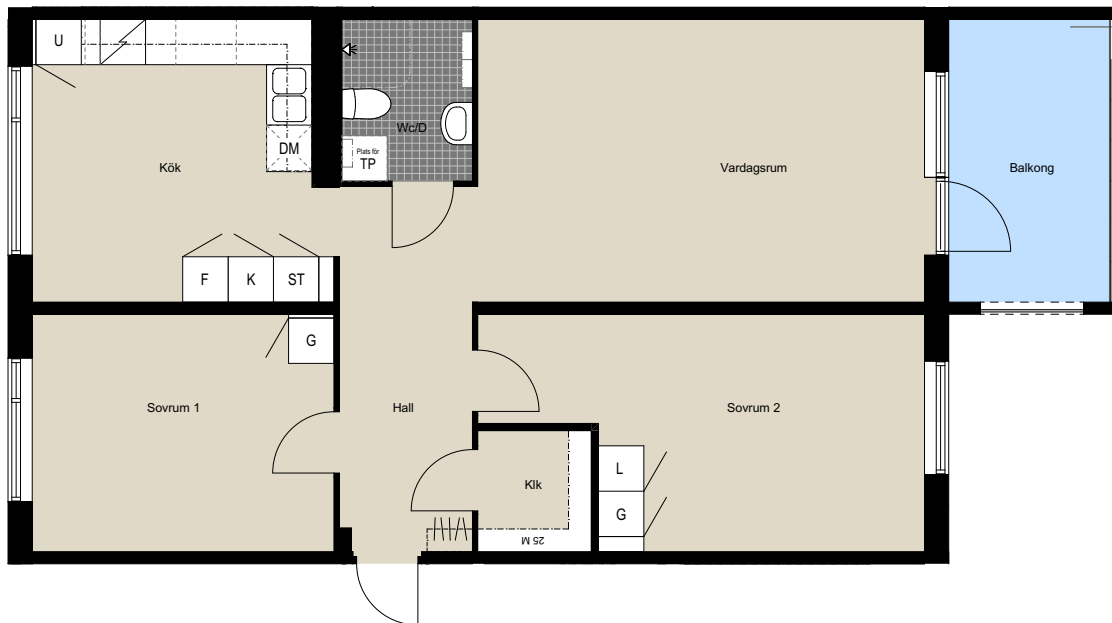 U
Wc/D
DM
Plats för
TP
Kök
Vardagsrum
Balkong
F K ST
G
Sovrum 1
Hall
Sovrum 2
L
Klk
G
25 M